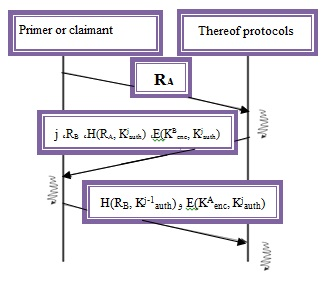 Primer or claimant
Thereof protocols
RA
j ،RB ،H(RA, Kʲauth) ،E(Kᴮenc, Kʲauth)
H(RB, Kʲ⁻¹auth) و E(Kᴬenc, Kʲauth)